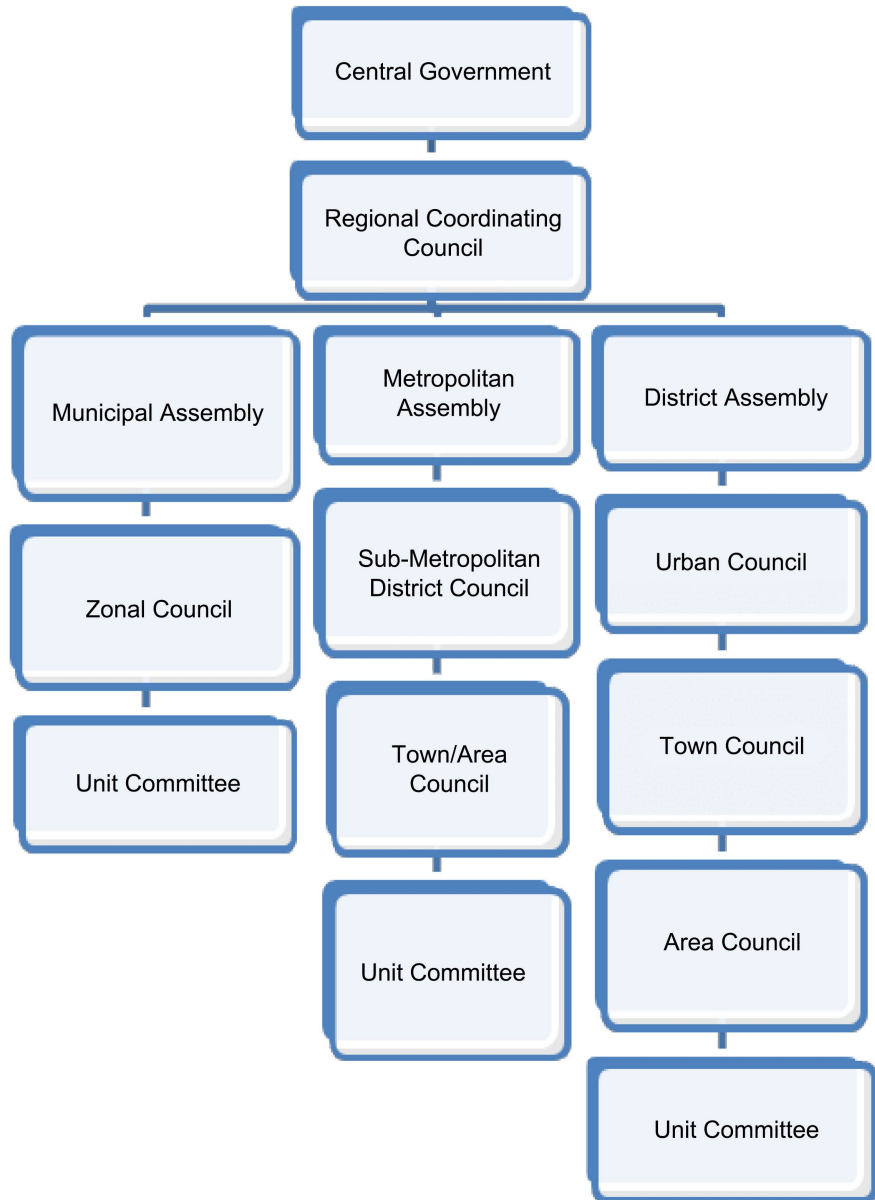 Central Government
Regional Coordinating
Council
Municipal Assembly
Zonal Council
Unit Committee
Metropolitan
Assembly
Sub-Metropolitan
District Council
Town/Area
Council
Unit Committee
District Assembly
Urban Council
Town Council
Area Council
Unit Committee